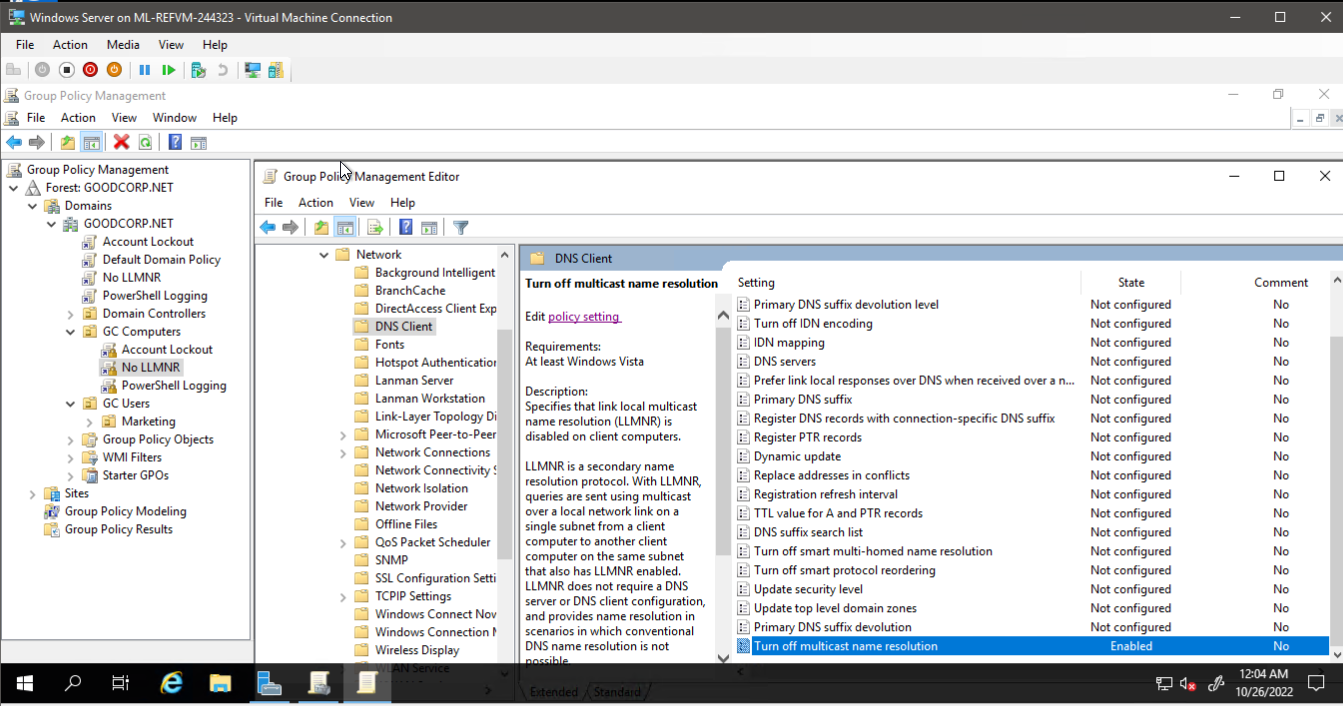 Windows Server on ML-REFVM-244323 - Virtual Machine Connection
File Action Media View Help
Group Policy Management
File Action View Window Help
Group Policy Management
Forest: GOODCORP.NET
Domains
GOODCORP.NET
Account Lockout
Default Domain Policy
No LLMNR
PowerShell Logging
Domain Controllers
GC Computers
Account Lockout
No LLMNR
PowerShell Logging
GC Users
Marketing
Group Policy Objects
WMI Filters
Starter GPOs
Sites
Group Policy Modeling
Group Policy Results
Group Policy Management Editor
File Action View Help
Network
Background Intelligent
BranchCache
DirectAccess Client Exp
DNS Client
Fonts
Hotspot Authentication
Lanman Server
Lanman Workstation
Link-Layer Topology Di
Microsoft Peer-to-Peer
Network Connections
Network Connectivity S
Network Isolation
Network Provider
Offline Files
QoS Packet Scheduler
SNMP
SSL Configuration Setti
TCPIP Settings
Windows Connect Now
Windows Connection M
Wireless Display
WLAN Service
DNS Client
Turn off multicast name resolution
Edit policy setting
Requirements:
At least Windows Vista
Description:
Specifies that link local multicast
name resolution (LLMNR) is
disabled on client computers.
LLMNR is a secondary name
resolution protocol. With LLMNR,
queries are sent using multicast
over a local network link on a
single subnet from a client
computer to another client
computer on the same subnet
that also has LLMNR enabled.
LLMNR does not require a DNS
server or DNS client configuration,
and provides name resolution in
scenarios in which conventional
DNS name resolution is not
possible.
Setting State Comment
Primary DNS suffix devolution level Not configured No
Turn off IDN encoding Not configured No
IDN mapping Not configured No
DNS servers Not configured No
Prefer link local responses over DNS when received over a n... Not configured No
Primary DNS suffix Not configured No
Register DNS records with connection-specific DNS suffix Not configured No
Register PTR records Not configured No
Dynamic update Not configured No
Replace addresses in conflicts Not configured No
Registration refresh interval Not configured No
TTL value for A and PTR records Not configured No
DNS suffix search list Not configured No
Turn off smart multi-homed name resolution Not configured No
Turn off smart protocol reordering Not configured No
Update security level Not configured No
Update top level domain zones Not configured No
Primary DNS suffix devolution Not configured No
Turn off multicast name resolution Enabled No
Extended Standard
12:04 AM
10/26/2022